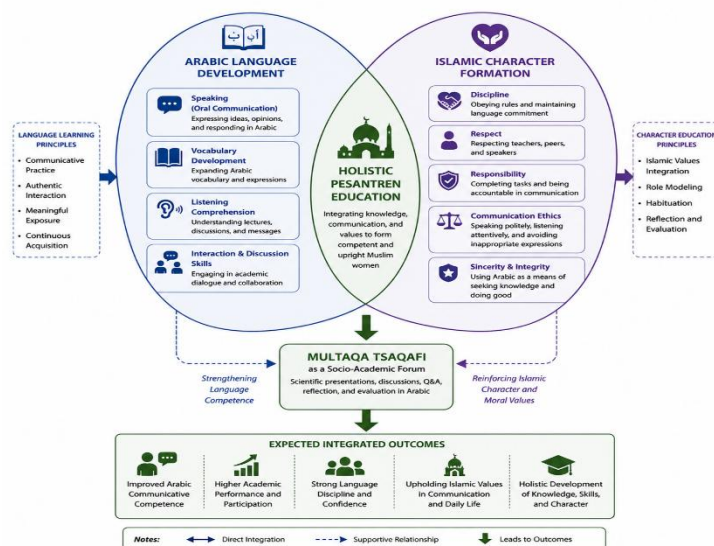 ARABIC LANGUAGE
DEVELOPMENT
Speaking
(Oral Communication)
Expressing ideas, opinions,
and responding in Arabic
Vocabulary
Development
Expanding Arabic
vocabulary and expressions
Listening
Comprehension
Understanding lectures,
discussions, and messages
Interaction & Discussion
Skills
Engaging in academic
dialogue and collaboration
LANGUAGE LEARNING
PRINCIPLES
• Communicative
Practice
• Authentic
Interaction
• Meaningful
Exposure
• Continuous
Acquisition
HOLISTIC
PESANTREN
EDUCATION
Integrating knowledge,
communication, and
values to form
competent and
upright Muslim
women
ISLAMIC CHARACTER
FORMATION
Discipline
Obeying rules and maintaining
language commitment
Respect
Respecting teachers, peers,
and speakers
Responsibility
Completing tasks and being
accountable in communication
Communication Ethics
Speaking politely, listening
attentively, and avoiding
inappropriate expressions
Sincerity & Integrity
Using Arabic as a means of
seeking knowledge and
doing good
CHARACTER EDUCATION
PRINCIPLES
• Islamic Values
Integration
• Role Modeling
• Habituation
• Reflection and
Evaluation
Strengthening
Language
Competence
MULTAQA TSAQAFI
as a Socio-Academic Forum
Scientific presentations, discussions, Q&A,
reflection, and evaluation in Arabic
Reinforcing Islamic
Character and
Moral Values
EXPECTED INTEGRATED OUTCOMES
Improved Arabic
Communicative
Competence
Higher Academic
Performance and
Participation
Strong Language
Discipline and
Confidence
Upholding Islamic Values
in Communication
and Daily Life
Holistic Development
of Knowledge, Skills,
and Character
Notes: Direct Integration Supportive Relationship Leads to Outcomes